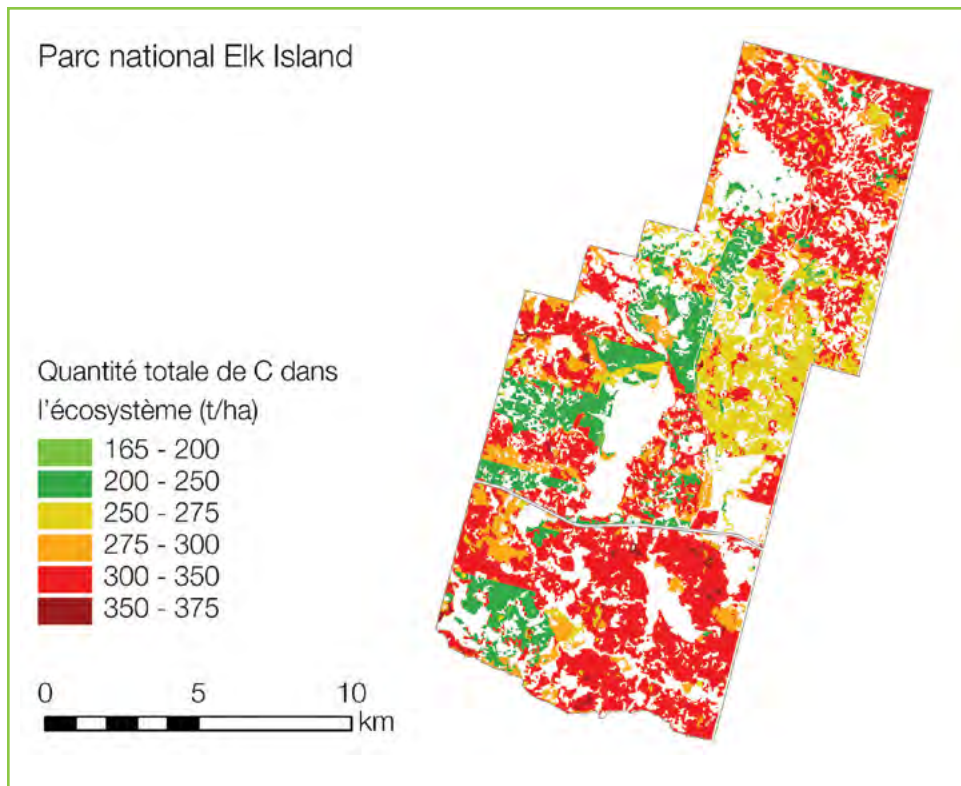 Parc national Elk Island
Quantité totale de C dans
l'écosystème (t/ha)
165 - 200
200 - 250
250 - 275
275 - 300
300 - 350
350 - 375
0 5 10
km